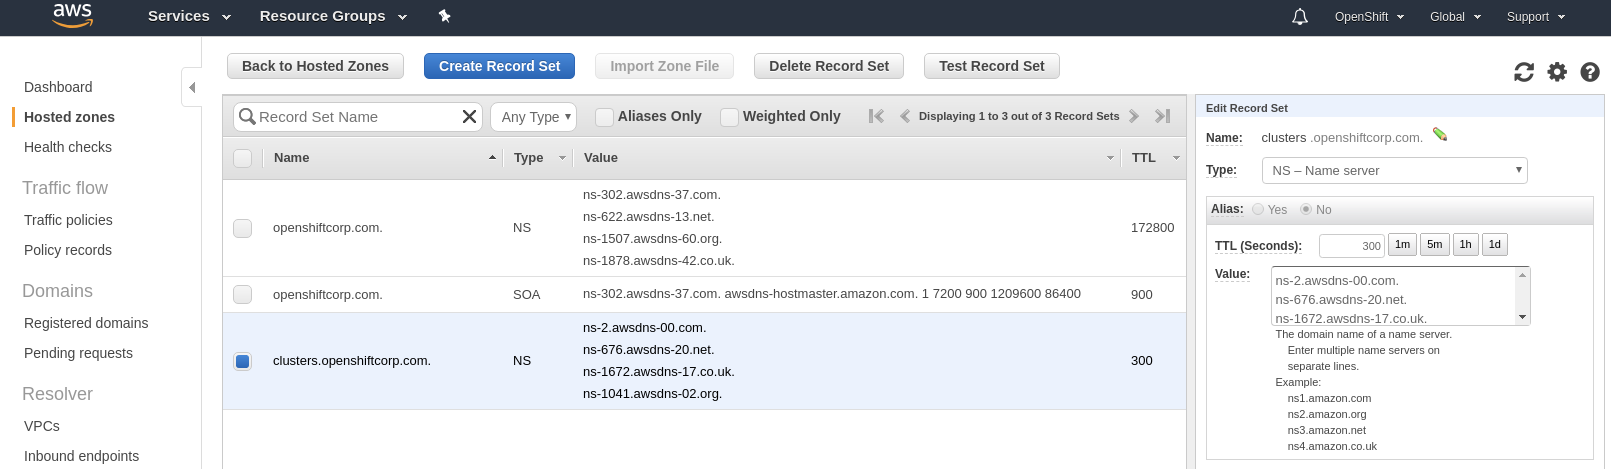 aws
Services
Resource Groups
OpenShift
Global
Support
Dashboard
Hosted zones
Health checks
Traffic flow
Traffic policies
Policy records
Domains
Registered domains
Pending requests
Resolver
VPCs
Inbound endpoints
Back to Hosted Zones
Create Record Set
Import Zone File
Delete Record Set
Test Record Set
Record Set Name
Any Type
Aliases Only
Weighted Only
Displaying 1 to 3 out of 3 Record Sets
Name Type Value TTL
openshiftcorp.com. NS
ns-302.awsdns-37.com.
ns-622.awsdns-13.net.
ns-1507.awsdns-60.org.
ns-1878.awsdns-42.co.uk.
172800
openshiftcorp.com. SOA ns-302.awsdns-37.com. awsdns-hostmaster.amazon.com. 1 7200 900 1209600 86400 900
clusters.openshiftcorp.com. NS
ns-2.awsdns-00.com.
ns-676.awsdns-20.net.
ns-1672.awsdns-17.co.uk.
ns-1041.awsdns-02.org.
300
Edit Record Set
Name: clusters .openshiftcorp.com.
Type: NS – Name server
Alias: Yes No
TTL (Seconds): 300 1m 5m 1h 1d
Value: ns-2.awsdns-00.com.
ns-676.awsdns-20.net.
ns-1672.awsdns-17.co.uk.
The domain name of a name server.
Enter multiple name servers on
separate lines.
Example:
ns1.amazon.com
ns2.amazon.org
ns3.amazon.net
ns4.amazon.co.uk